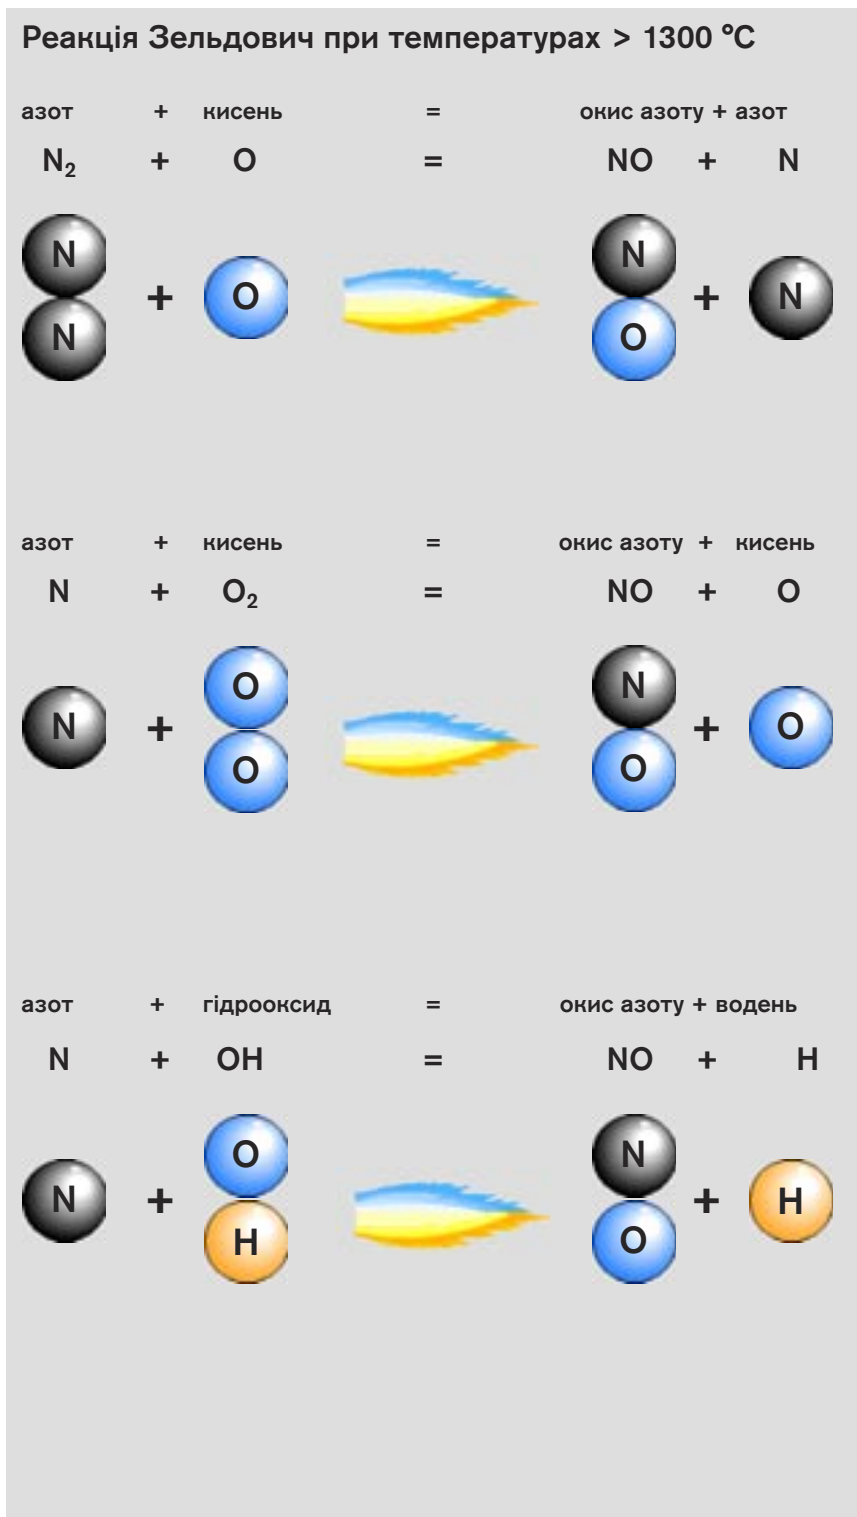 Реакція Зельдович при температурах > 1300 °C
азот + кисень = окис азоту + азот
N₂ + O = NO + N
N
N + O
N
O + N
азот + кисень = окис азоту + кисень
N + O₂ = NO + O
N + O
O
N
O + O
азот + гідрооксид = окис азоту + водень
N + OH = NO + H
N + O
H
N
O + H